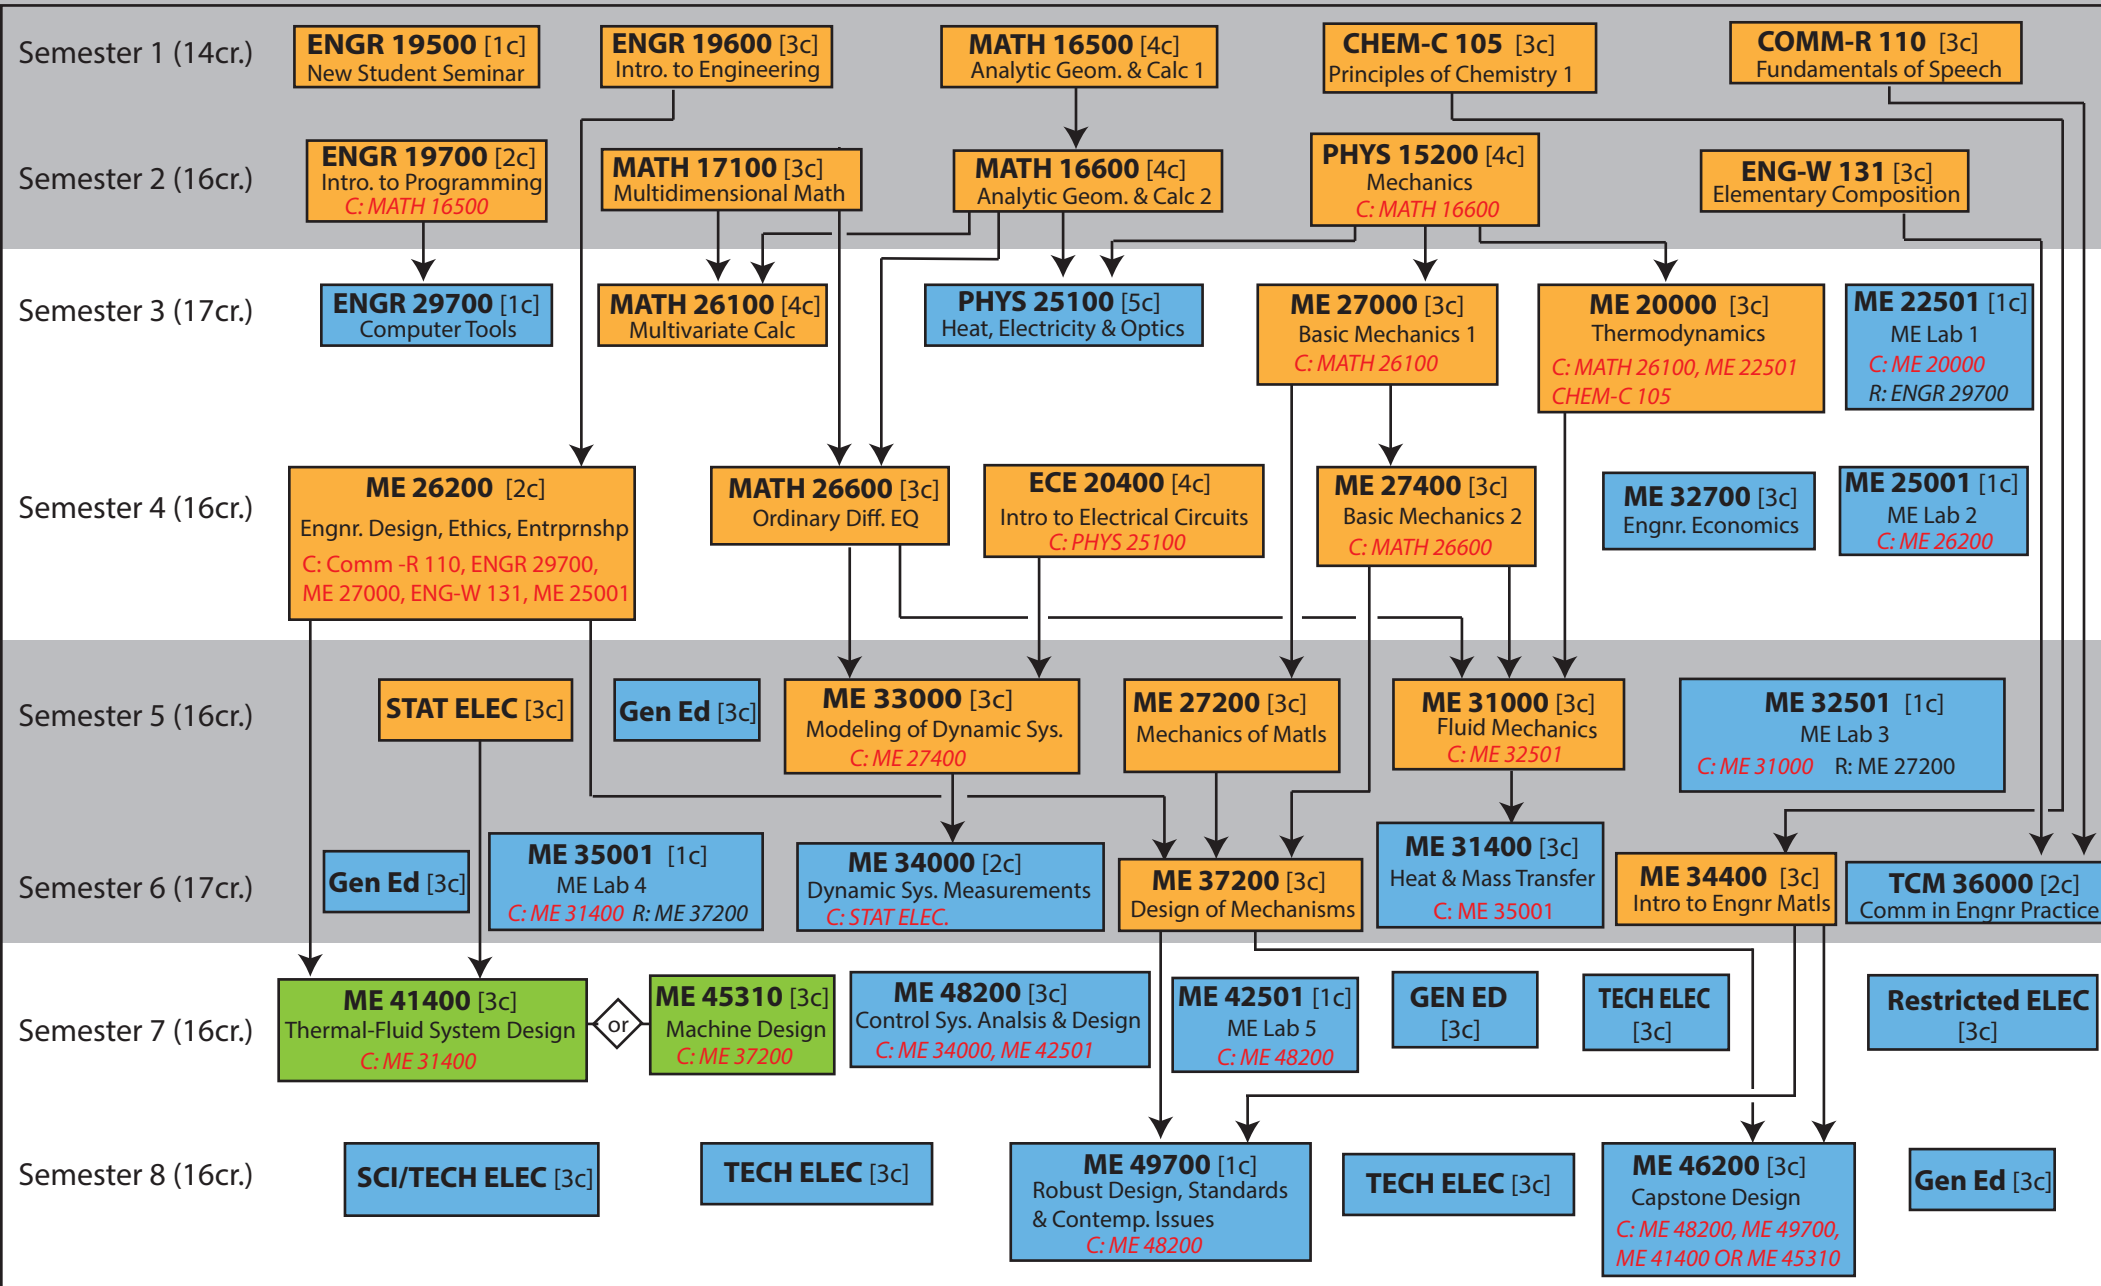 Semester 1 (14cr.)
ENGR 19500 [1c]
New Student Seminar
ENGR 19600 [3c]
Intro. to Engineering
MATH 16500 [4c]
Analytic Geom. & Calc 1
CHEM-C 105 [3c]
Principles of Chemistry 1
COMM-R 110 [3c]
Fundamentals of Speech
Semester 2 (16cr.)
ENGR 19700 [2c]
Intro. to Programming
C: MATH 16500
MATH 17100 [3c]
Multidimensional Math
MATH 16600 [4c]
Analytic Geom. & Calc 2
PHYS 15200 [4c]
Mechanics
C: MATH 16600
ENG-W 131 [3c]
Elementary Composition
Semester 3 (17cr.)
ENGR 29700 [1c]
Computer Tools
MATH 26100 [4c]
Multivariate Calc
PHYS 25100 [5c]
Heat, Electricity & Optics
ME 27000 [3c]
Basic Mechanics 1
C: MATH 26100
ME 20000 [3c]
Thermodynamics
C: MATH 26100, ME 22501
CHEM-C 105
ME 22501 [1c]
ME Lab 1
C: ME 20000
R: ENGR 29700
Semester 4 (16cr.)
ME 26200 [2c]
Engnr. Design, Ethics, Entrprnshp
C: Comm -R 110, ENGR 29700,
ME 27000, ENG-W 131, ME 25001
MATH 26600 [3c]
Ordinary Diff. EQ
ECE 20400 [4c]
Intro to Electrical Circuits
C: PHYS 25100
ME 27400 [3c]
Basic Mechanics 2
C: MATH 26600
ME 32700 [3c]
Engnr. Economics
ME 25001 [1c]
ME Lab 2
C: ME 26200
Semester 5 (16cr.)
STAT ELEC [3c]
Gen Ed [3c]
ME 33000 [3c]
Modeling of Dynamic Sys.
C: ME 27400
ME 27200 [3c]
Mechanics of Matls
ME 31000 [3c]
Fluid Mechanics
C: ME 32501
ME 32501 [1c]
ME Lab 3
C: ME 31000 R: ME 27200
Semester 6 (17cr.)
Gen Ed [3c]
ME 35001 [1c]
ME Lab 4
C: ME 31400 R: ME 37200
ME 34000 [2c]
Dynamic Sys. Measurements
C: STAT ELEC.
ME 37200 [3c]
Design of Mechanisms
ME 31400 [3c]
Heat & Mass Transfer
C: ME 35001
ME 34400 [3c]
Intro to Engnr Matls
TCM 36000 [2c]
Comm in Engnr Practice
Semester 7 (16cr.)
ME 41400 [3c]
Thermal-Fluid System Design
C: ME 31400
or
ME 45310 [3c]
Machine Design
C: ME 37200
ME 48200 [3c]
Control Sys. Analsis & Design
C: ME 34000, ME 42501
ME 42501 [1c]
ME Lab 5
C: ME 48200
GEN ED
[3c]
TECH ELEC
[3c]
Restricted ELEC
[3c]
Semester 8 (16cr.)
SCI/TECH ELEC [3c]
TECH ELEC [3c]
ME 49700 [1c]
Robust Design, Standards
& Contemp. Issues
C: ME 48200
TECH ELEC [3c]
ME 46200 [3c]
Capstone Design
C: ME 48200, ME 49700,
ME 41400 OR ME 45310
Gen Ed [3c]